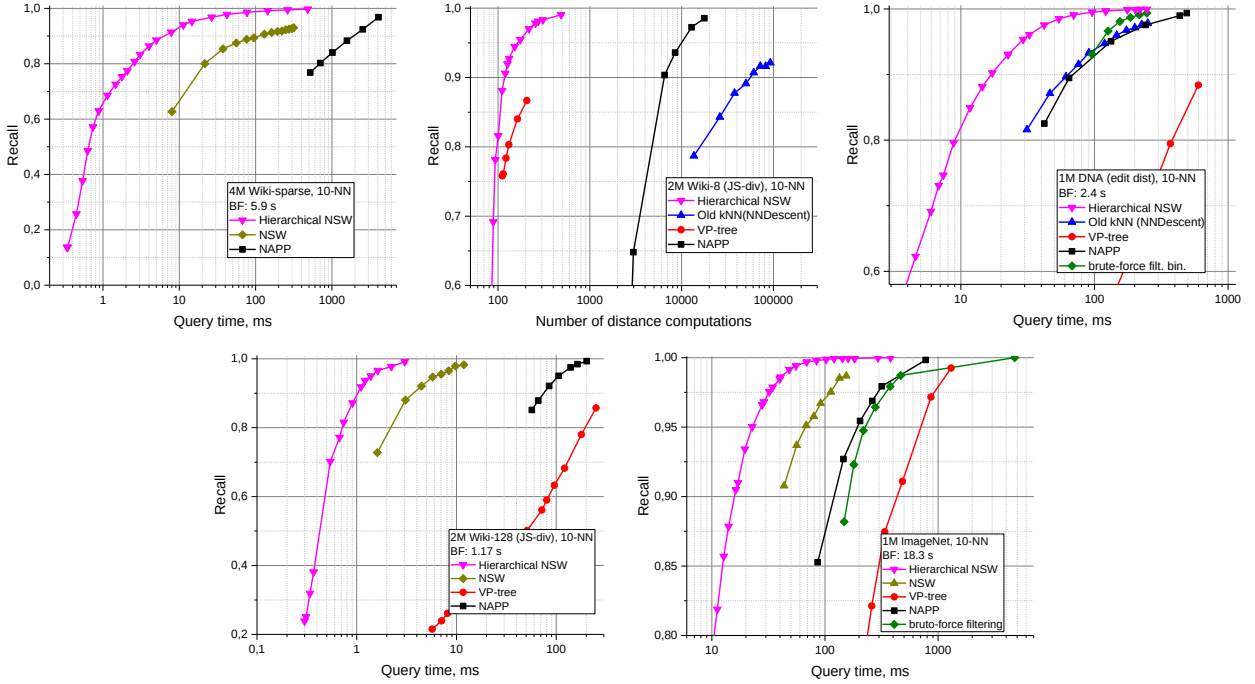 1,0
0,8
0,6
0,4
0,2
0,0
Recall
1
10
100
1000
Query time, ms
4M Wiki-sparse, 10-NN
BF: 5.9 s
Hierarchical NSW
NSW
NAPP
1,0
0,9
0,8
0,7
0,6
Recall
100
1000
10000
100000
Number of distance computations
2M Wiki-8 (JS-div), 10-NN
Hierarchical NSW
Old kNN(NNDescent)
VP-tree
NAPP
1,0
0,8
0,6
Recall
10
100
1000
Query time, ms
1M DNA (edit dist), 10-NN
BF: 2.4 s
Hierarchical NSW
Old kNN (NNDescent)
VP-tree
NAPP
brute-force filt. bin.
1,0
0,8
0,6
0,4
0,2
Recall
0,1
1
10
100
Query time, ms
2M Wiki-128 (JS-div), 10-NN
BF: 1.17 s
Hierarchical NSW
NSW
VP-tree
NAPP
1,00
0,95
0,90
0,85
0,80
Recall
10
100
1000
Query time, ms
1M ImageNet, 10-NN
BF: 18.3 s
Hierarchical NSW
NSW
VP-tree
NAPP
bruto-force filtering